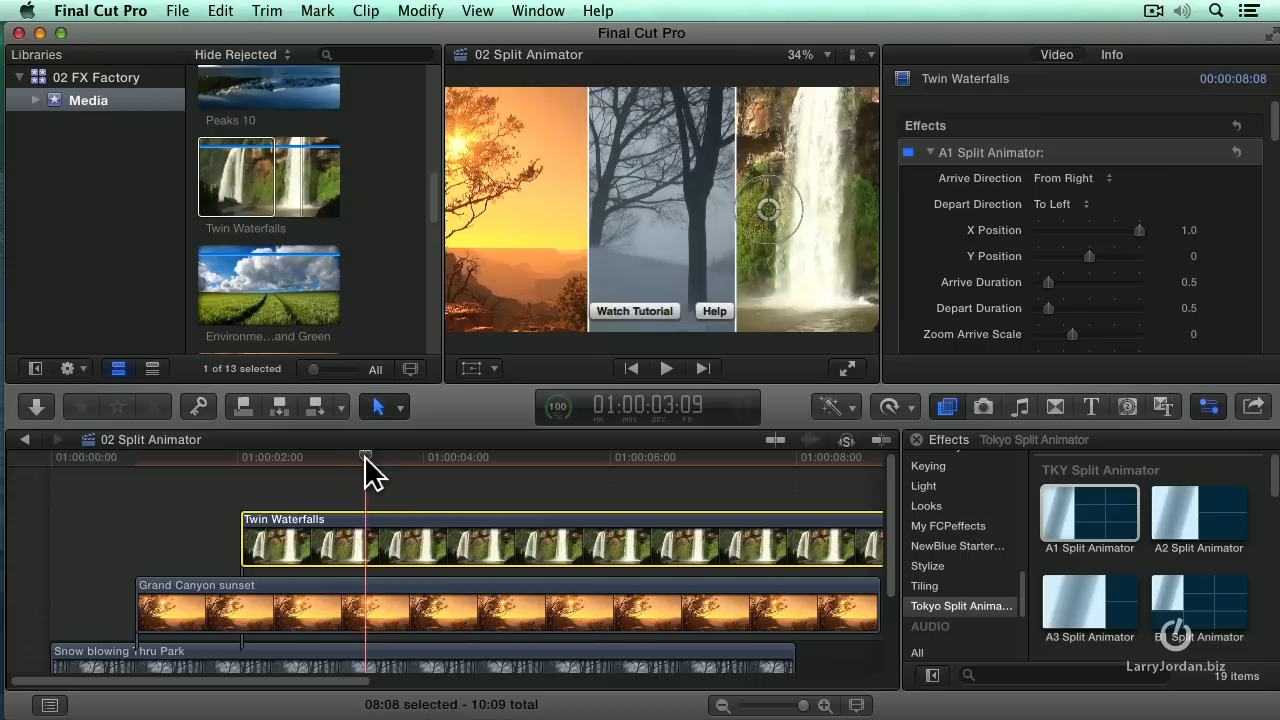 Final Cut Pro File Edit Trim Mark Clip Modify View Window Help
Final Cut Pro
Libraries
Hide Rejected
02 Split Animator
34%
Video
Info
02 FX Factory
Media
Peaks 10
Twin Waterfalls
Environme...and Green
1 of 13 selected
All
Watch Tutorial
Help
Twin Waterfalls
00:00:08:08
Effects
A1 Split Animator:
Arrive Direction From Right
Depart Direction To Left
X Position 1.0
Y Position 0
Arrive Duration 0.5
Depart Duration 0.5
Zoom Arrive Scale 0
100
01:00:03:09
HR MIN SEC FR
02 Split Animator
01:00:00:00 01:00:02:00 01:00:04:00 01:00:06:00 01:00:08:00
Twin Waterfalls
Grand Canyon sunset
Snow blowing Thru Park
08:08 selected - 10:09 total
Effects
Tokyo Split Animator
Keying
Light
Looks
My FCPeffects
NewBlue Starter...
Stylize
Tiling
Tokyo Split Anima...
AUDIO
All
TKY Split Animator
A1 Split Animator
A2 Split Animator
A3 Split Animator
Split Animator
LarryJordan.biz
19 items